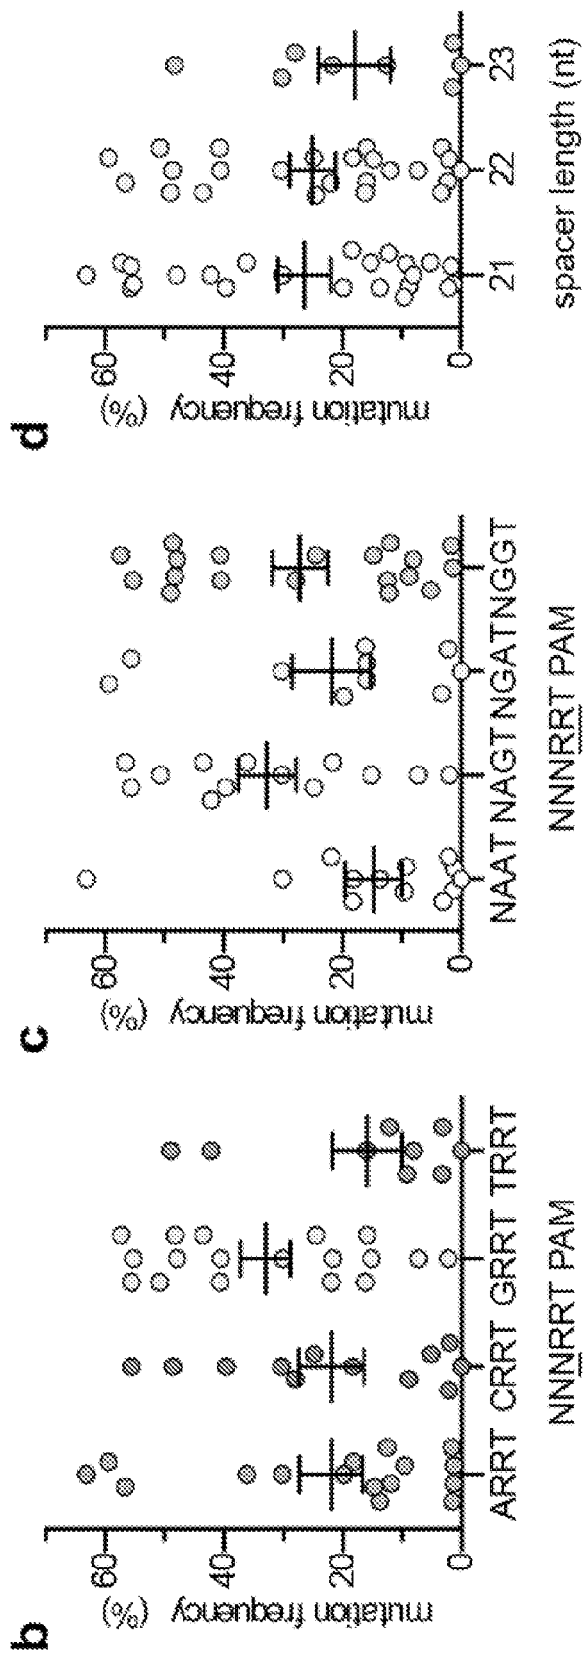 b
mutation frequency
(%)
60
40
20
0
ARRT CRRT GRRT TRRT
NNNRRT PAM
c
mutation frequency
(%)
60
40
20
0
NAAT NAGT NGAT NGGT
NNNRRT PAM
d
mutation frequency
(%)
60
40
20
0
21 22 23
spacer length (nt)